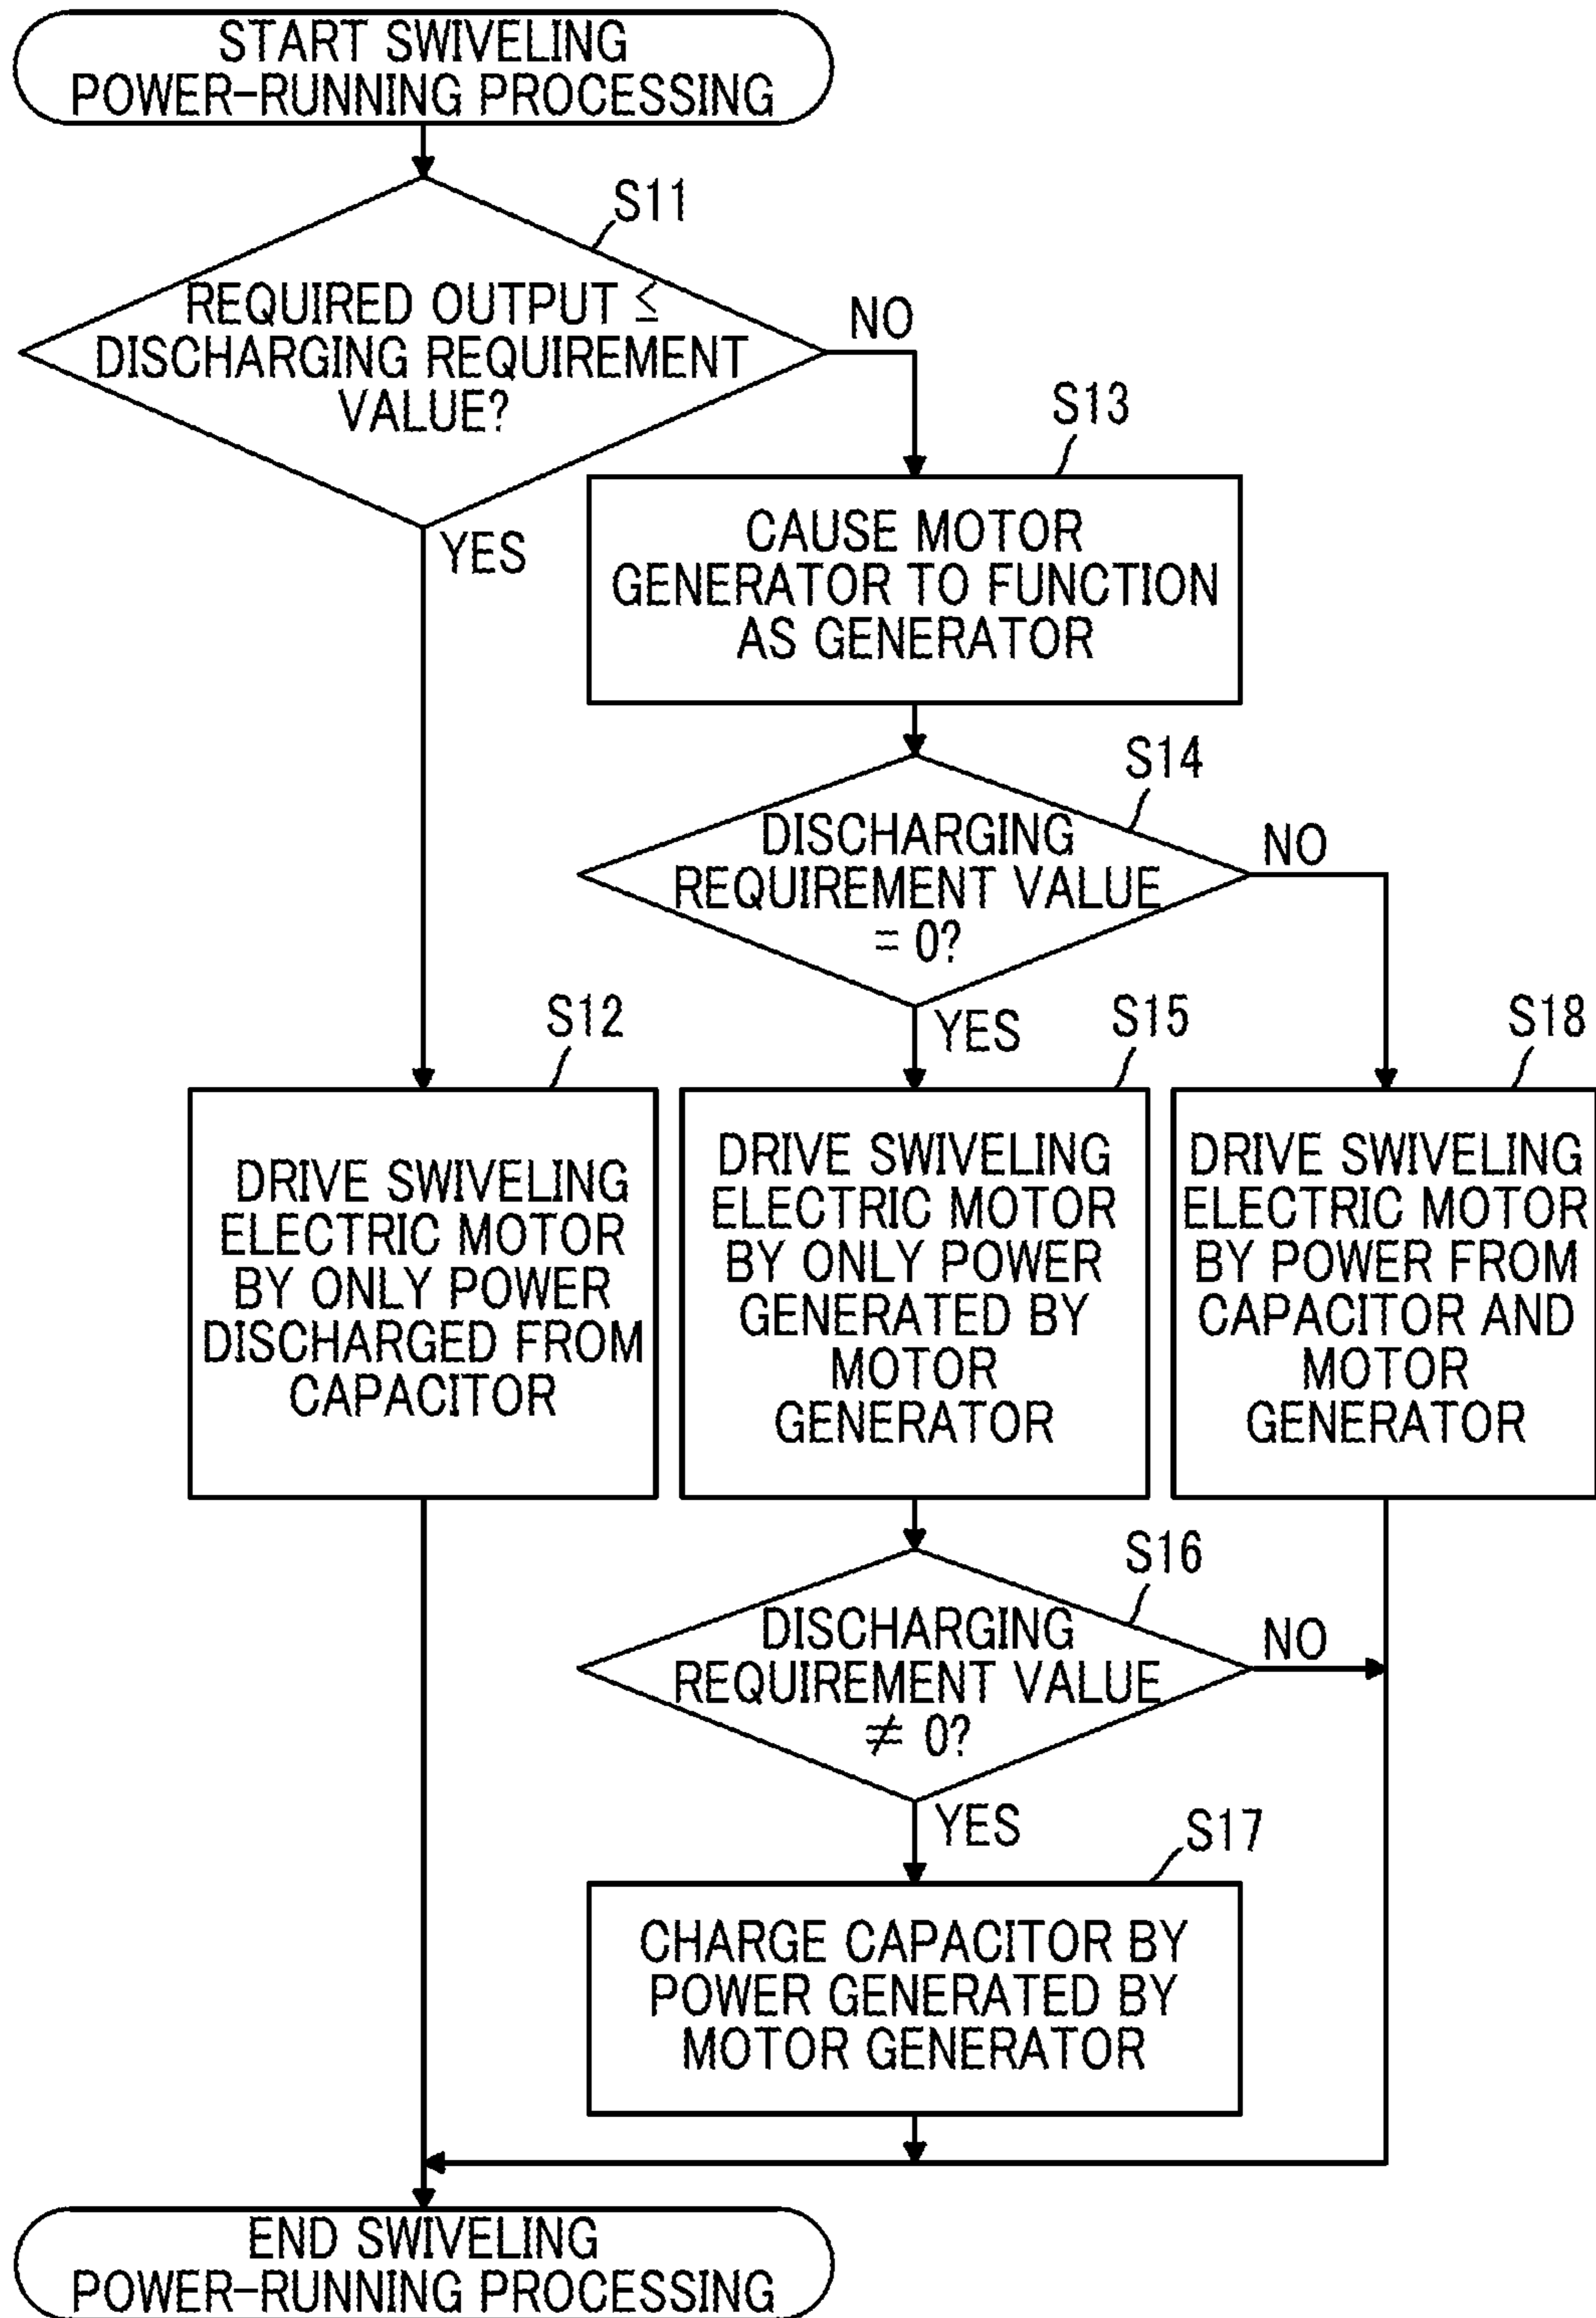 START SWIVELING
POWER-RUNNING PROCESSING
S11
REQUIRED OUTPUT ≤
DISCHARGING REQUIREMENT
VALUE?
NO
YES
S13
CAUSE MOTOR
GENERATOR TO FUNCTION
AS GENERATOR
S14
DISCHARGING
REQUIREMENT VALUE
= 0?
NO
YES
S12
DRIVE SWIVELING
ELECTRIC MOTOR
BY ONLY POWER
DISCHARGED FROM
CAPACITOR
S15
DRIVE SWIVELING
ELECTRIC MOTOR
BY ONLY POWER
GENERATED BY
MOTOR
GENERATOR
S18
DRIVE SWIVELING
ELECTRIC MOTOR
BY POWER FROM
CAPACITOR AND
MOTOR
GENERATOR
S16
DISCHARGING
REQUIREMENT VALUE
≠ 0?
NO
YES
S17
CHARGE CAPACITOR BY
POWER GENERATED BY
MOTOR GENERATOR
END SWIVELING
POWER-RUNNING PROCESSING